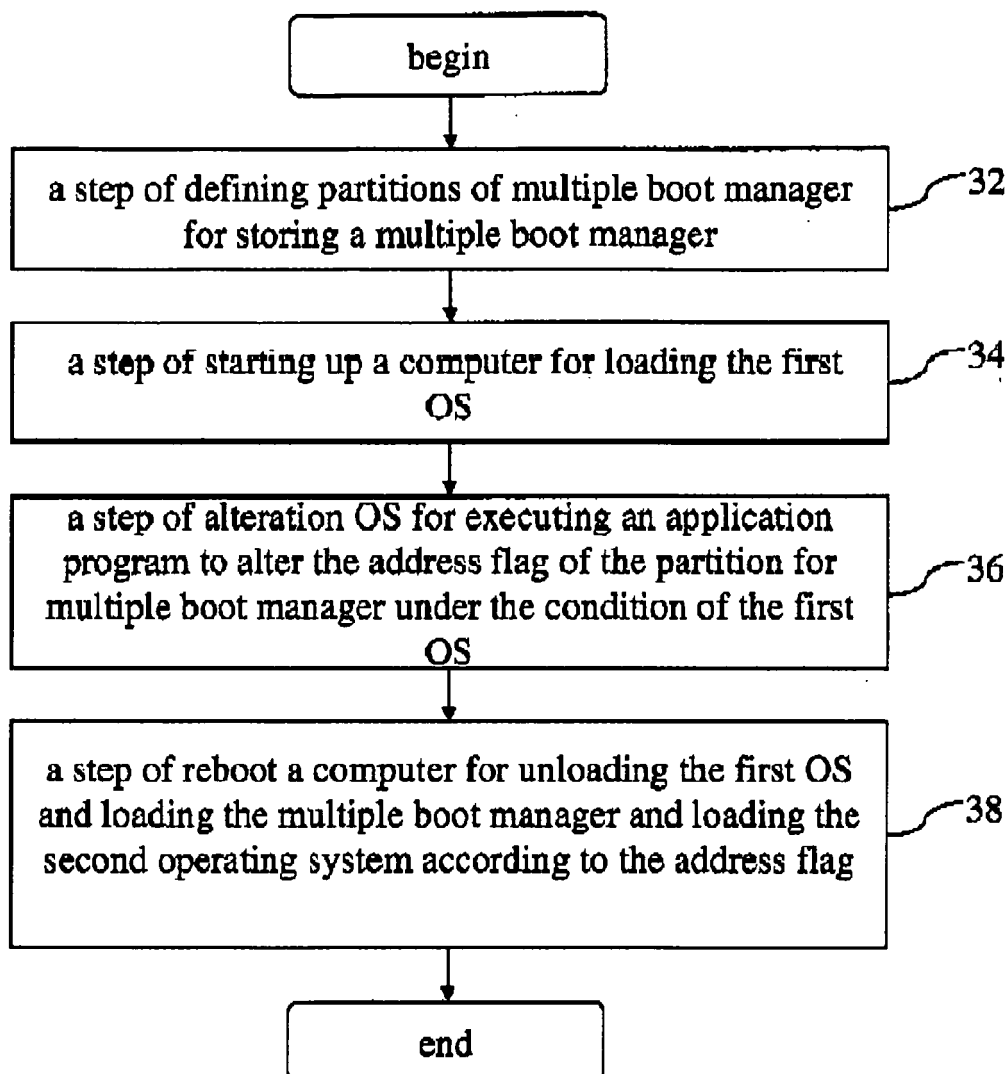 begin
a step of defining partitions of multiple boot manager
for storing a multiple boot manager
32
a step of starting up a computer for loading the first
OS
34
a step of alteration OS for executing an application
program to alter the address flag of the partition for
multiple boot manager under the condition of the first
OS
36
a step of reboot a computer for unloading the first OS
and loading the multiple boot manager and loading the
second operating system according to the address flag
38
end